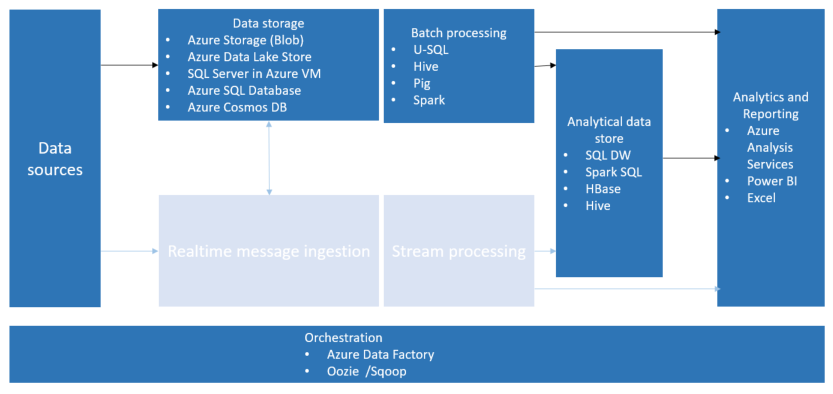 Data
sources
Data storage
• Azure Storage (Blob)
• Azure Data Lake Store
• SQL Server in Azure VM
• Azure SQL Database
• Azure Cosmos DB
Batch processing
• U-SQL
• Hive
• Pig
• Spark
Realtime message ingestion
Stream processing
Analytical data
store
• SQL DW
• Spark SQL
• HBase
• Hive
Analytics and
Reporting
• Azure
Analysis
Services
• Power BI
• Excel
Orchestration
• Azure Data Factory
• Oozie /Sqoop